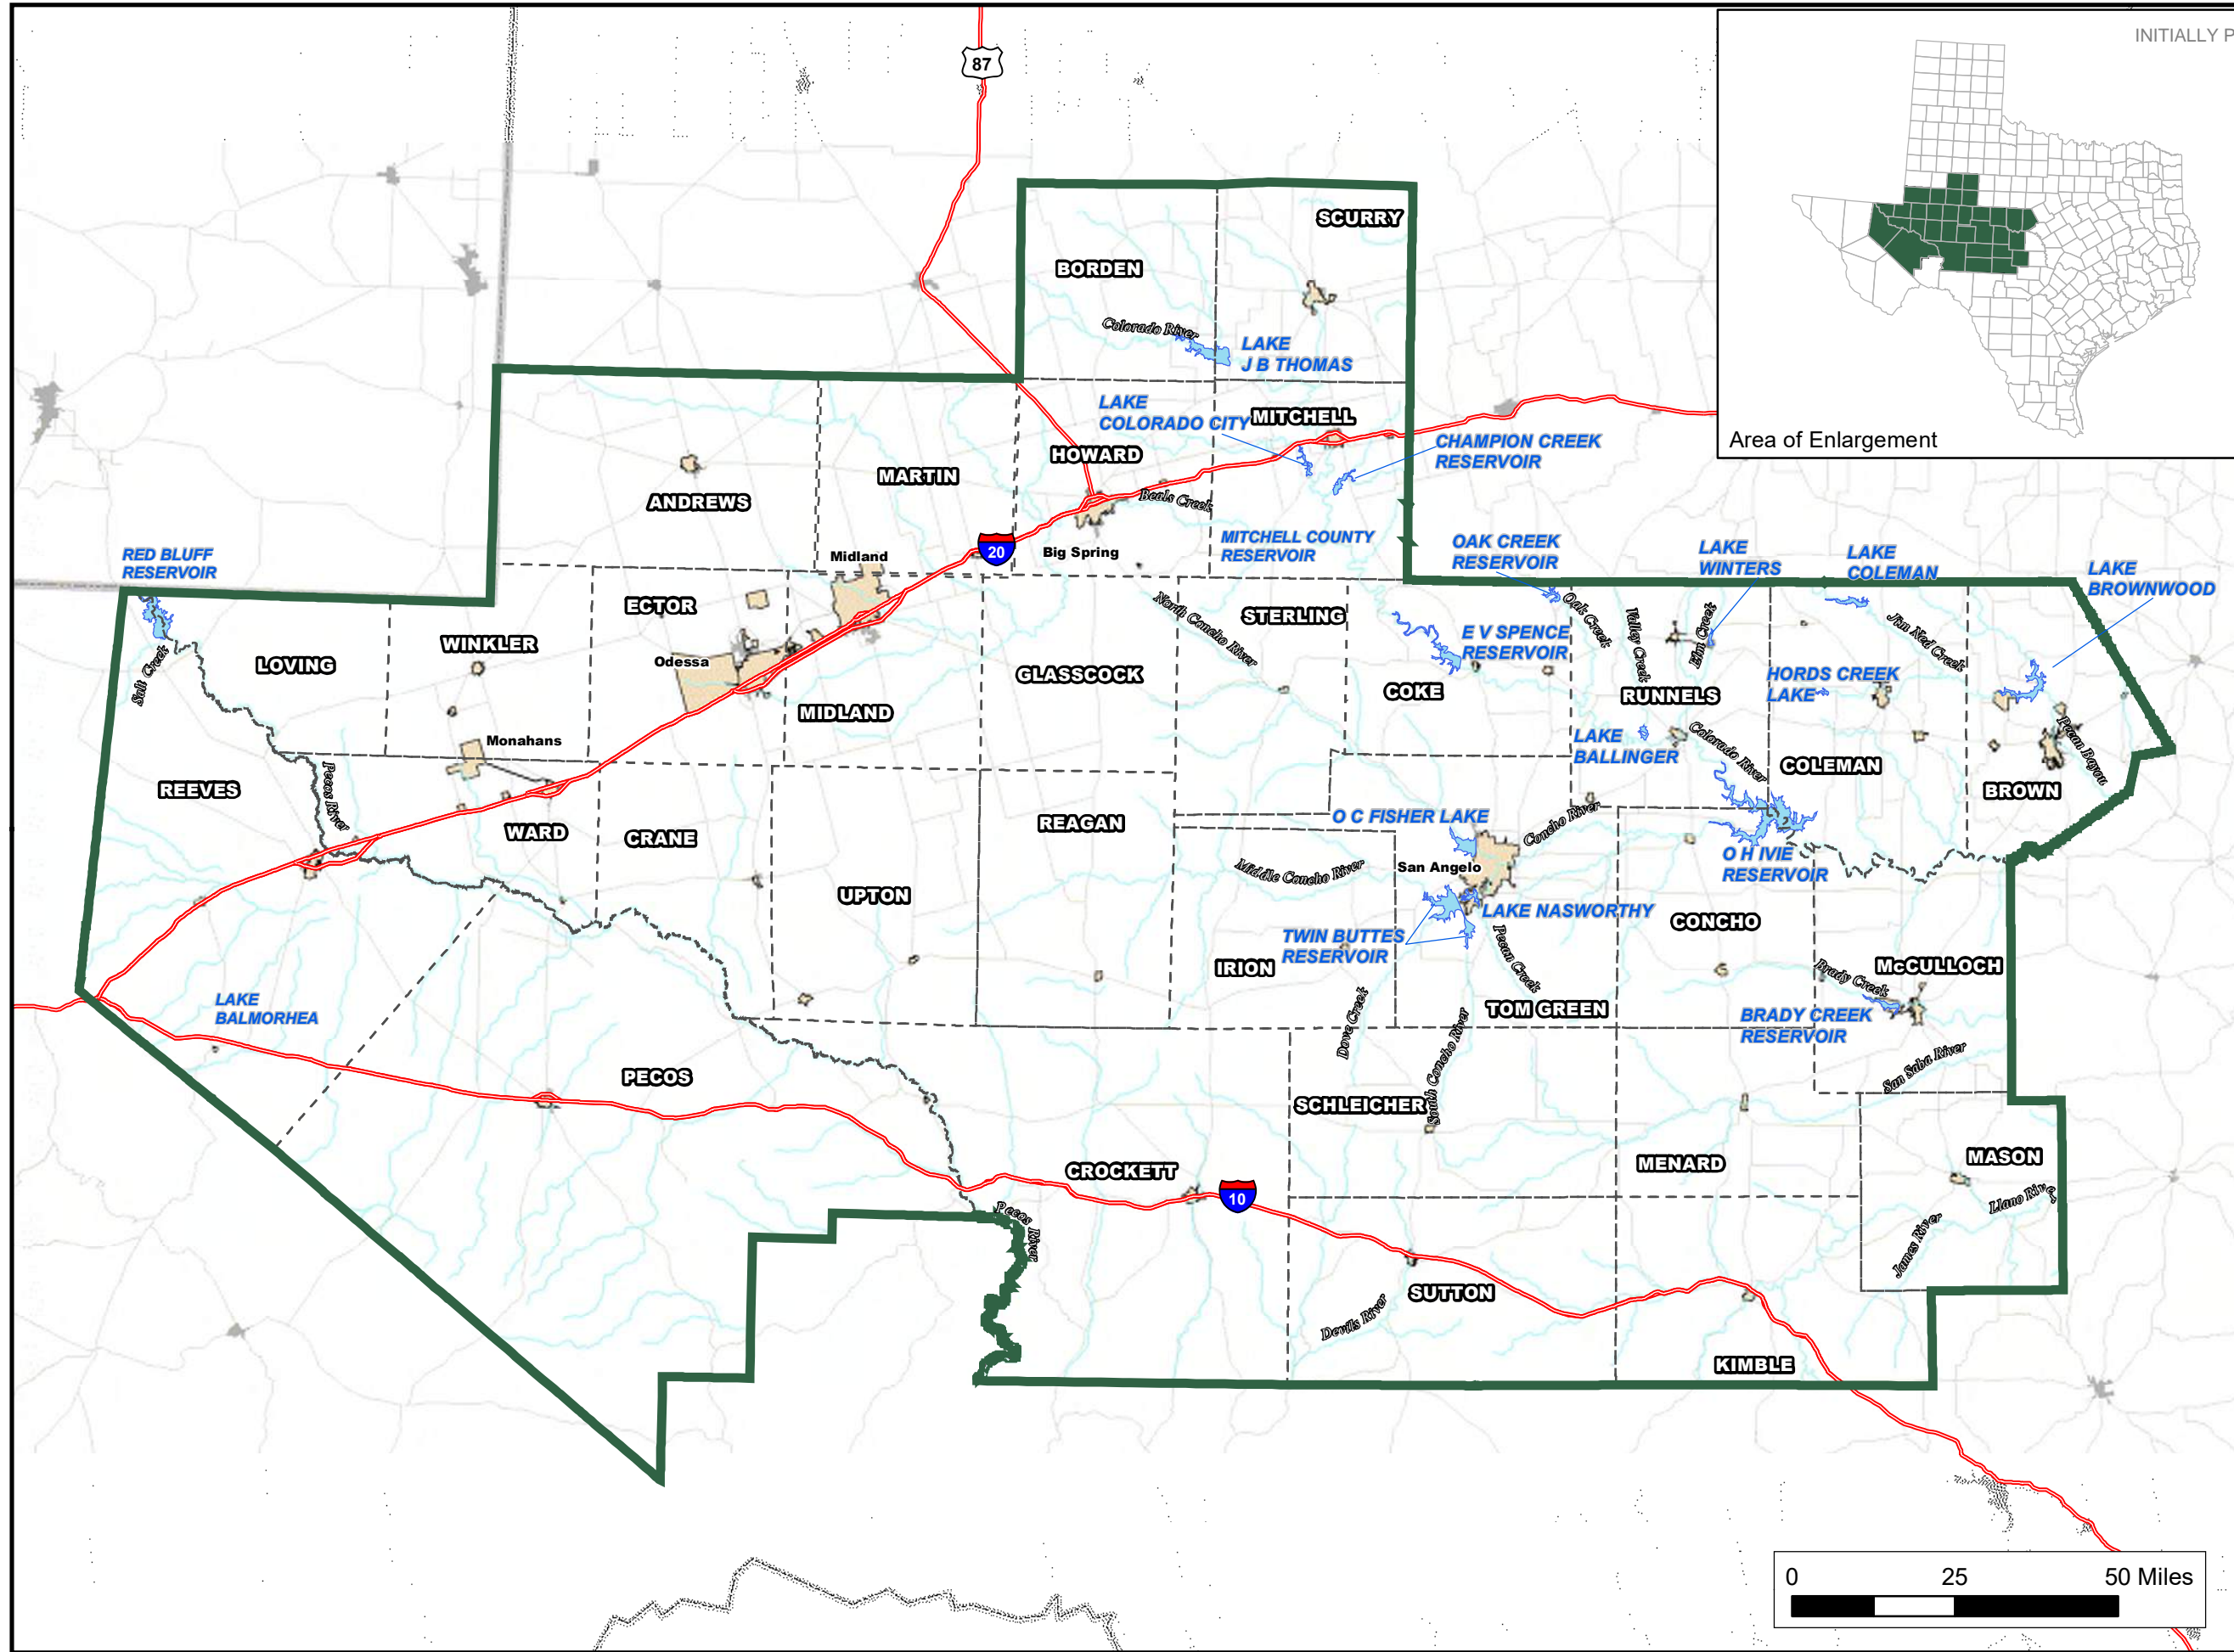 INITIALLY P
87
SCURRY
BORDEN
Colorado River
LAKE
J B THOMAS
LAKE
COLORADO CITY
MITCHELL
Area of Enlargement
HOWARD
CHAMPION CREEK
RESERVOIR
MARTIN
ANDREWS
Beals Creek
MITCHELL COUNTY
RESERVOIR
OAK CREEK
RESERVOIR
LAKE
WINTERS
LAKE
COLEMAN
LAKE
BROWNWOOD
RED BLUFF
RESERVOIR
Midland
20
Big Spring
ECTOR
North Concho River
STERLING
Oak Creek
Valley Creek
Elm Creek
Jim Ned Creek
WINKLER
Odessa
LOVING
Salt Creek
GLASSCOCK
E V SPENCE
RESERVOIR
COKE
RUNNELS
HORDS CREEK
LAKE
MIDLAND
Monahans
LAKE
BALLINGER
Colorado River
COLEMAN
Pecan Bayou
BROWN
REEVES
Pecos River
WARD
CRANE
REAGAN
O C FISHER LAKE
Concho River
Middle Concho River
San Angelo
O H IVIE
RESERVOIR
UPTON
LAKE NASWORTHY
CONCHO
TWIN BUTTES
RESERVOIR
Pecan Creek
IRION
McCULLOCH
Brady Creek
LAKE
BALMORHEA
TOM GREEN
BRADY CREEK
RESERVOIR
Dove Creek
South Concho River
San Saba River
PECOS
SCHLEICHER
CROCKETT
MENARD
MASON
10
Pecos River
Llano River
James River
SUTTON
Devils River
KIMBLE
0 25 50 Miles